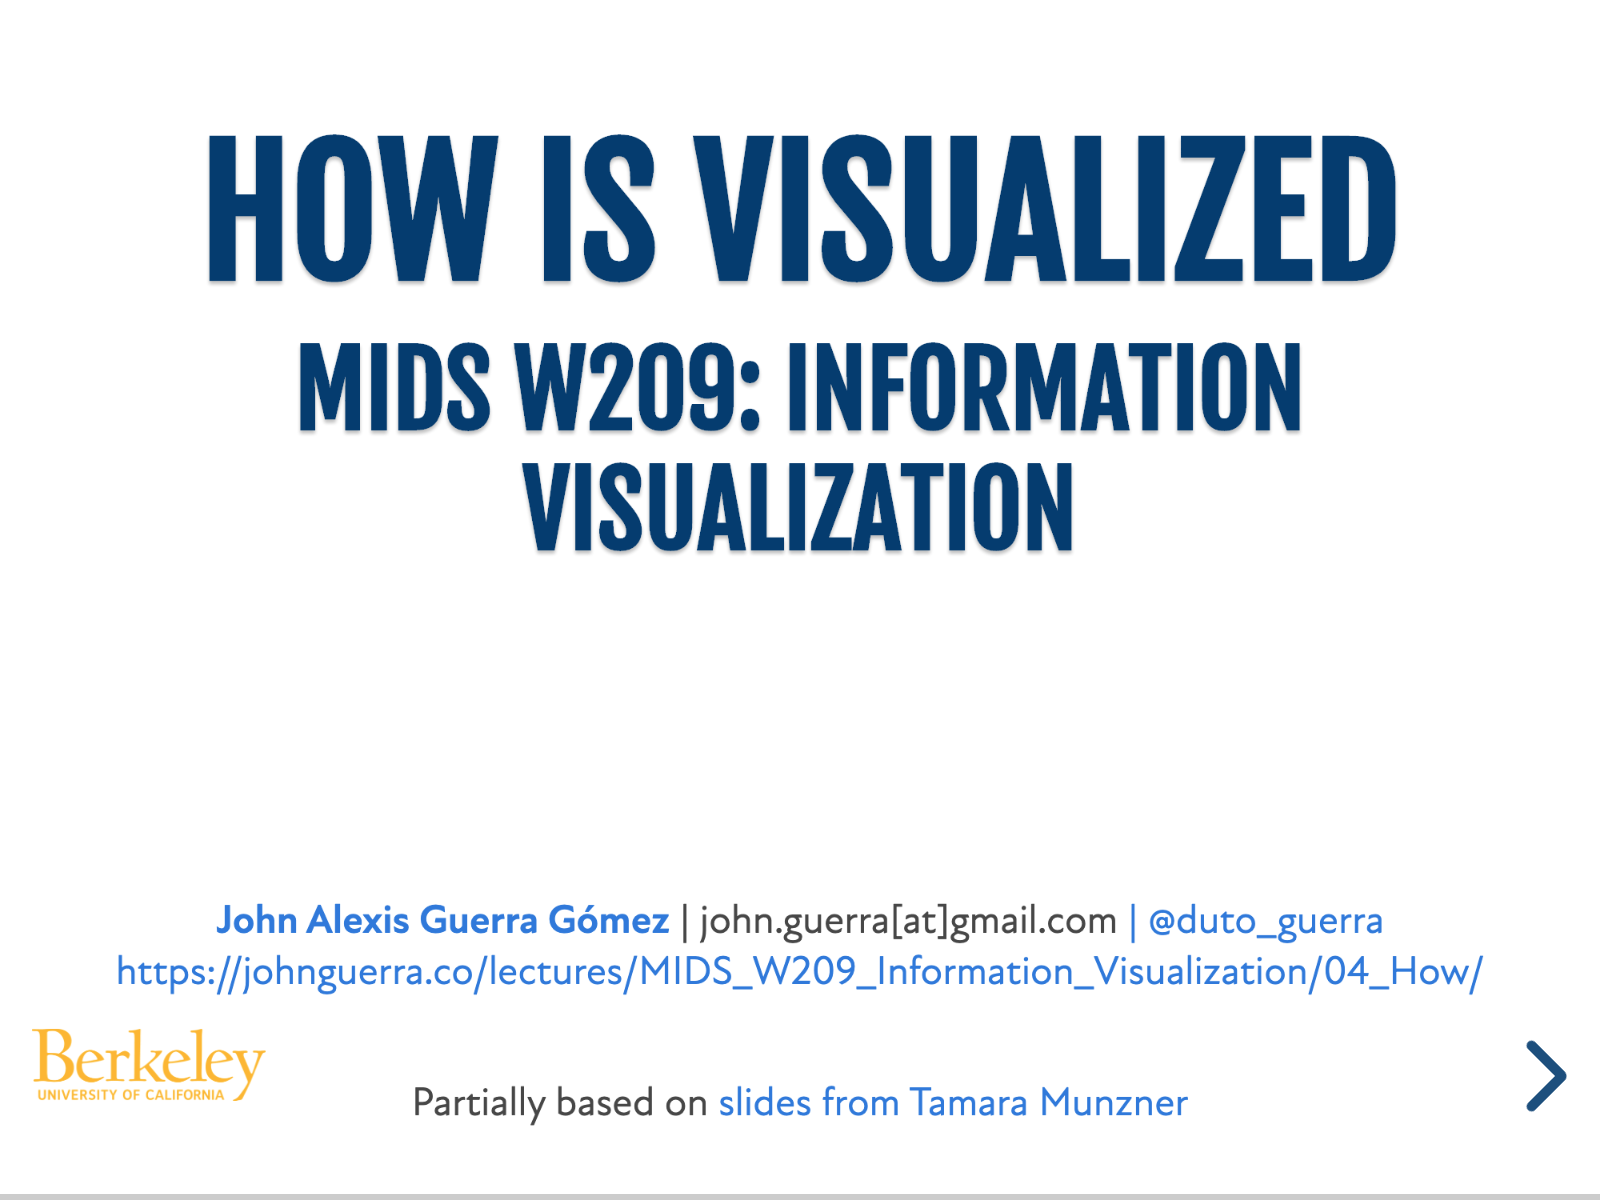 HOW IS VISUALIZED
MIDS W209: INFORMATION
VISUALIZATION
John Alexis Guerra Gómez | john.guerra[at]gmail.com | @duto_guerra
https://johnguerra.co/lectures/MIDS_W209_Information_Visualization/04_How/
Berkeley
UNIVERSITY OF CALIFORNIA
Partially based on slides from Tamara Munzner